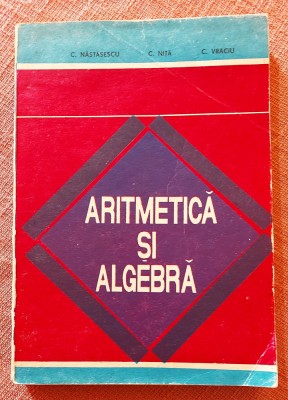 C. NĂSTĂSESCU C. NIȚĂ C. VRACIU
ARITMETICĂ
ȘI
ALGEBRĂ